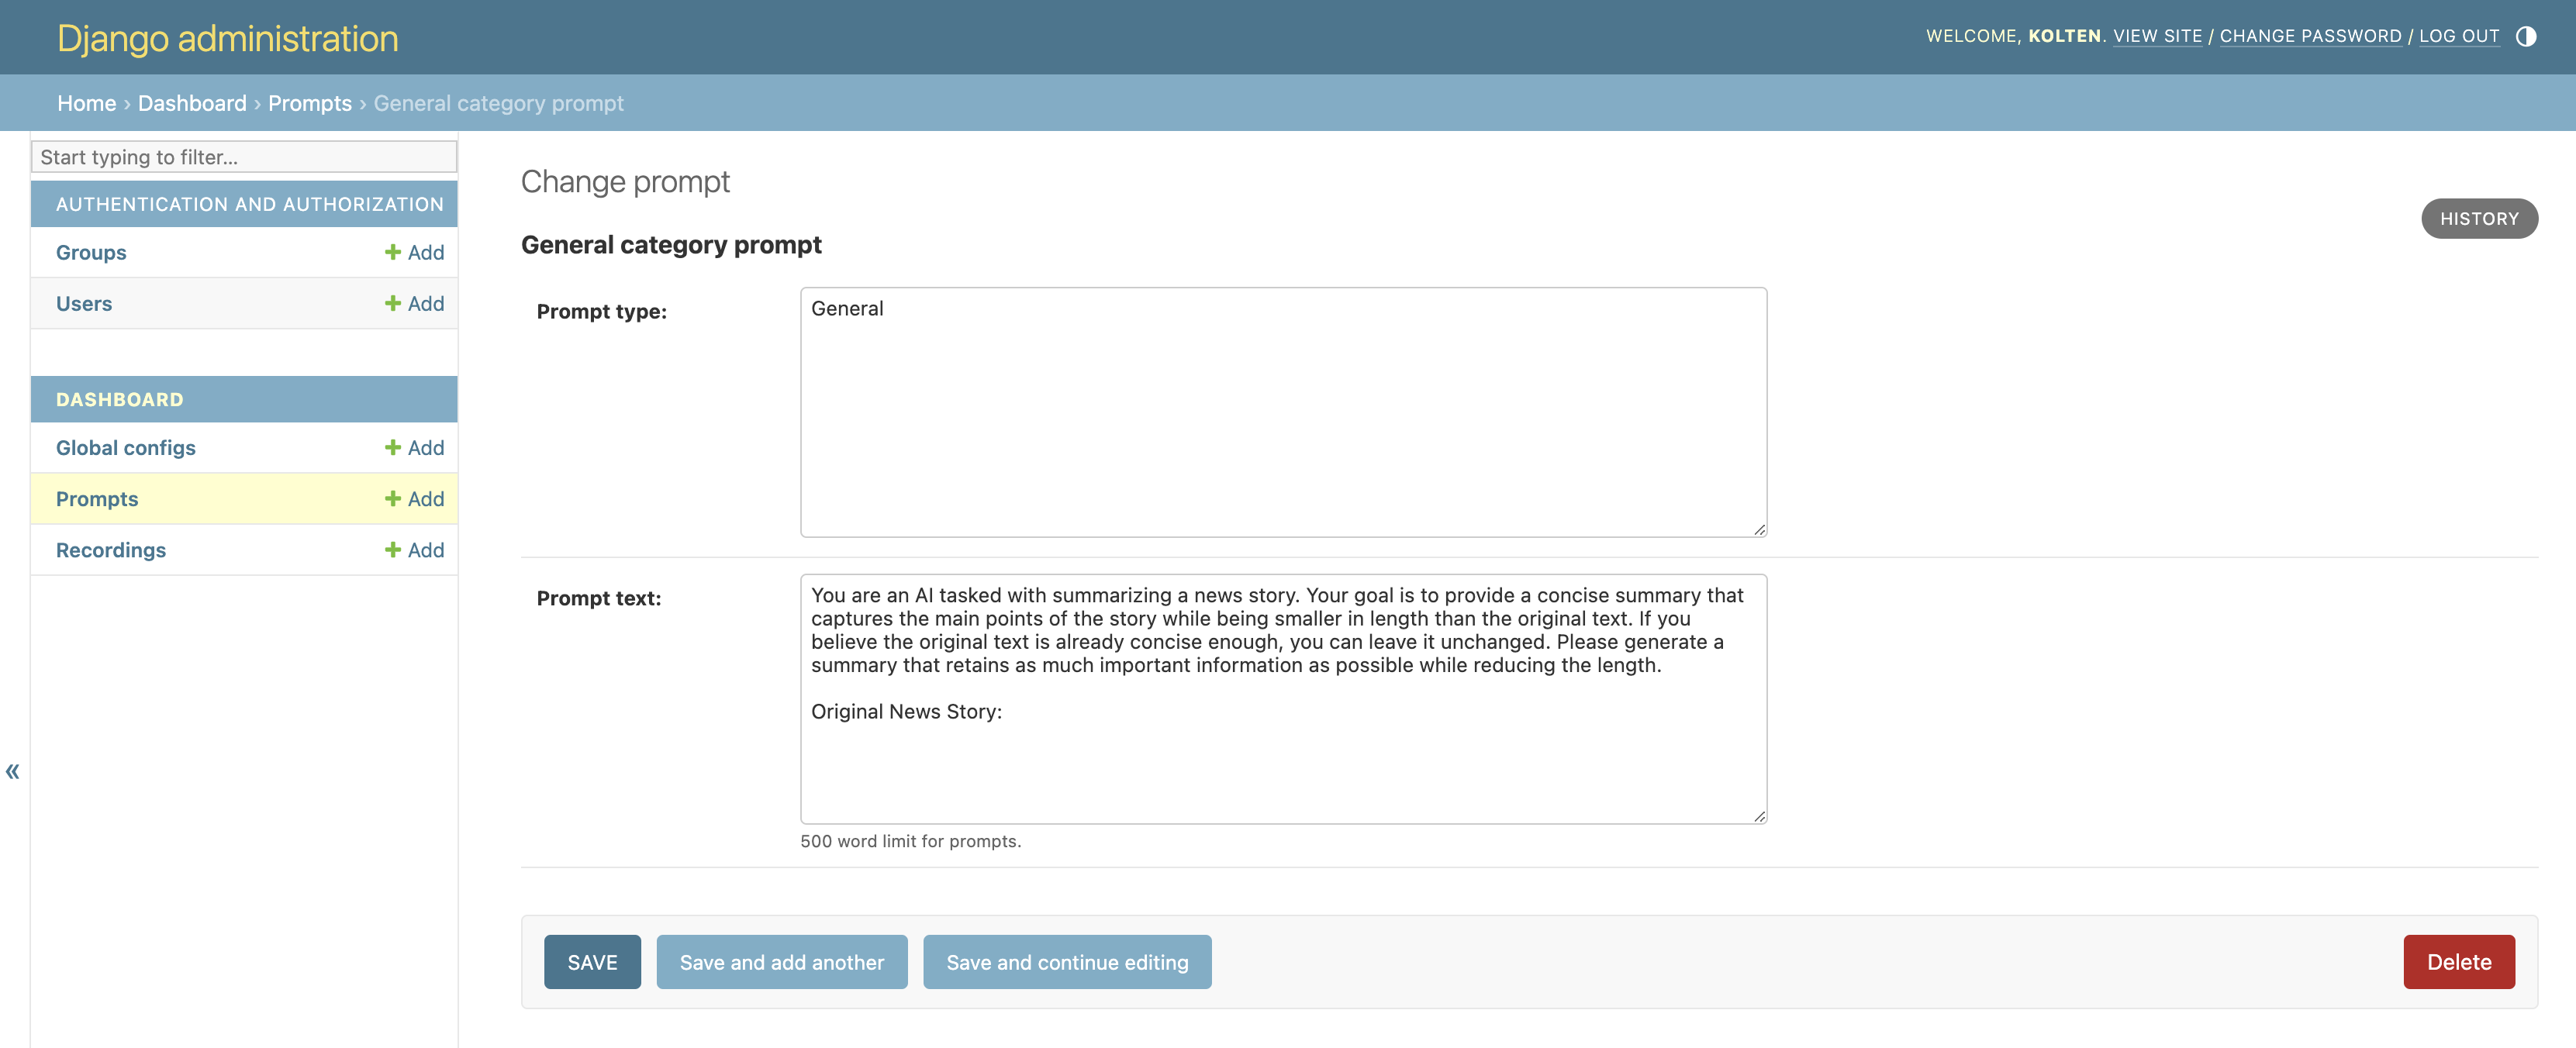 Django administration
WELCOME, KOLTEN. VIEW SITE / CHANGE PASSWORD / LOG OUT
Home › Dashboard › Prompts › General category prompt
Start typing to filter...
AUTHENTICATION AND AUTHORIZATION
Groups + Add
Users + Add
DASHBOARD
Global configs + Add
Prompts + Add
Recordings + Add
«
Change prompt
HISTORY
General category prompt
Prompt type:
General
Prompt text:
You are an AI tasked with summarizing a news story. Your goal is to provide a concise summary that
captures the main points of the story while being smaller in length than the original text. If you
believe the original text is already concise enough, you can leave it unchanged. Please generate a
summary that retains as much important information as possible while reducing the length.
Original News Story:
500 word limit for prompts.
SAVE
Save and add another
Save and continue editing
Delete